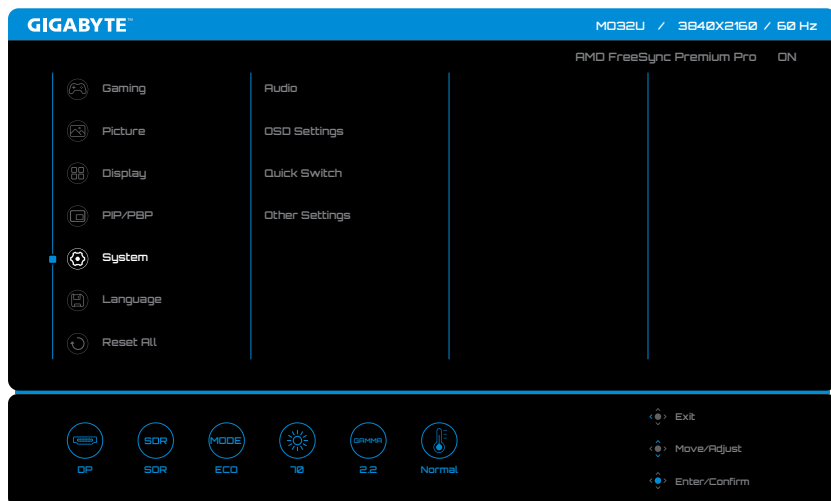 GIGABYTE™ MO32U / 3840X2160 / 60 Hz
AMD FreeSync Premium Pro ON
Gaming Audio
Picture OSD Settings
Display Quick Switch
PIP/PBP Other Settings
System
Language
Reset All
SDR MODE GAMMA
DP SDR ECO 70 2.2 Normal
Exit
Move/Adjust
Enter/Confirm